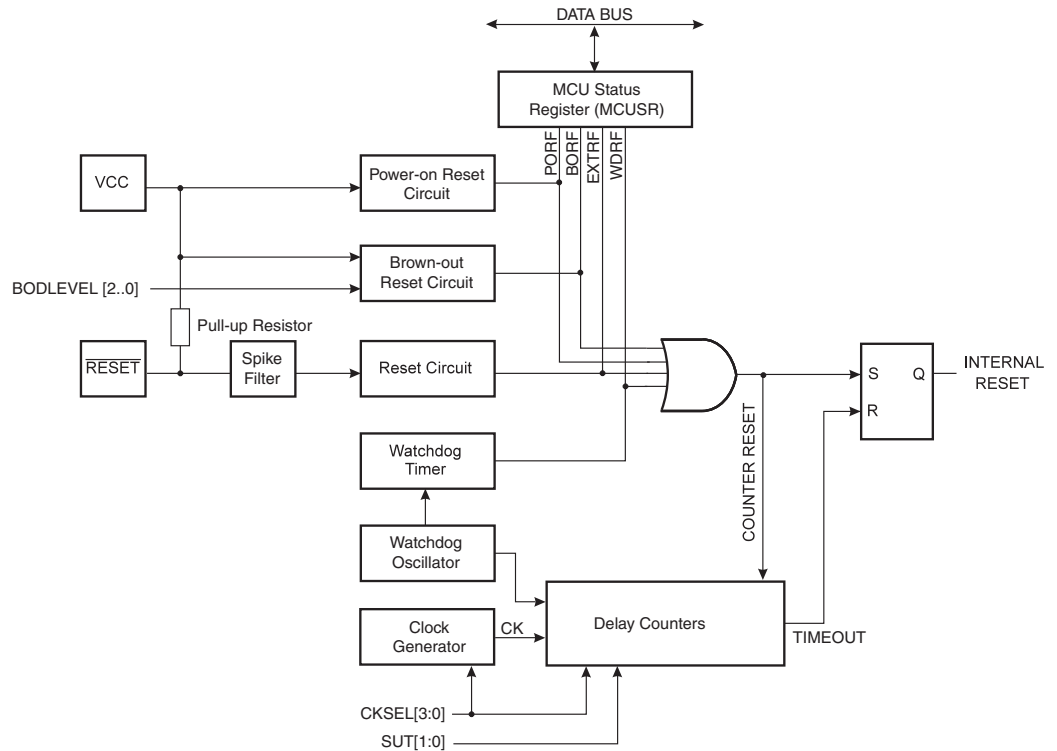 DATA BUS
MCU Status
Register (MCUSR)
PORF
BORF
EXTRF
WDRF
VCC
Power-on Reset
Circuit
Brown-out
Reset Circuit
BODLEVEL [2..0]
Pull-up Resistor
RESET
Spike
Filter
Reset Circuit
S
Q
R
INTERNAL
RESET
COUNTER RESET
Watchdog
Timer
Watchdog
Oscillator
Clock
Generator
CK
Delay Counters
TIMEOUT
CKSEL[3:0]
SUT[1:0]